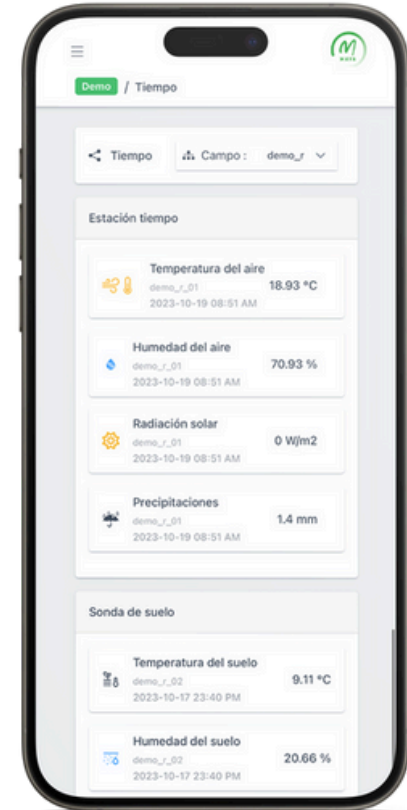 Demo / Tiempo
Tiempo
Campo : demo_r
Estación tiempo
Temperatura del aire
demo_r_01
18.93 °C
2023-10-19 08:51 AM
Humedad del aire
demo_r_01
70.93 %
2023-10-19 08:51 AM
Radiación solar
demo_r_01
0 W/m2
2023-10-19 08:51 AM
Precipitaciones
demo_r_01
1.4 mm
2023-10-19 08:51 AM
Sonda de suelo
Temperatura del suelo
demo_r_02
9.11 °C
2023-10-17 23:40 PM
Humedad del suelo
demo_r_02
20.66 %
2023-10-17 23:40 PM